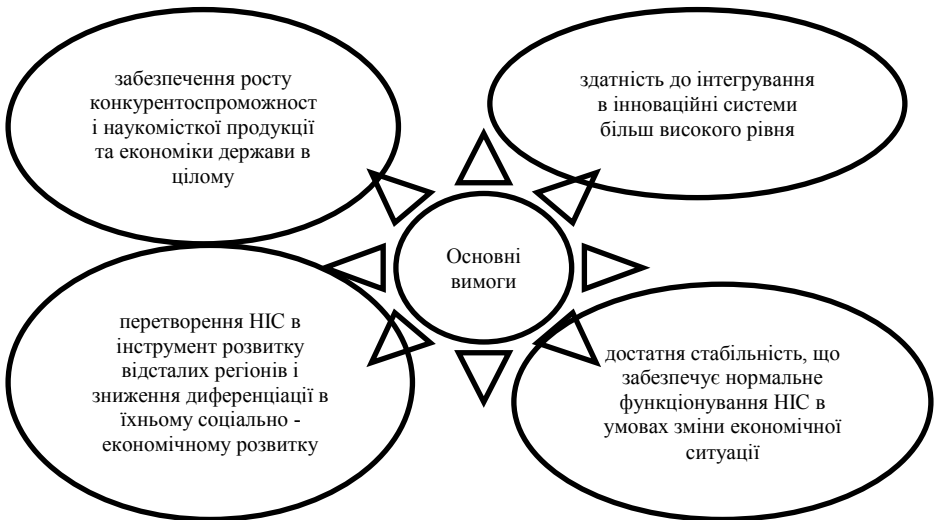 забезпечення росту
конкурентоспроможност
і наукомісткої продукції
та економіки держави в
цілому
здатність до інтегрування
в інноваційні системи
більш високого рівня
Основні
вимоги
перетворення НІС в
інструмент розвитку
відсталих регіонів і
зниження диференціації в
їхньому соціально -
економічному розвитку
достатня стабільність, що
забезпечує нормальне
функціонування НІС в
умовах зміни економічної
ситуації